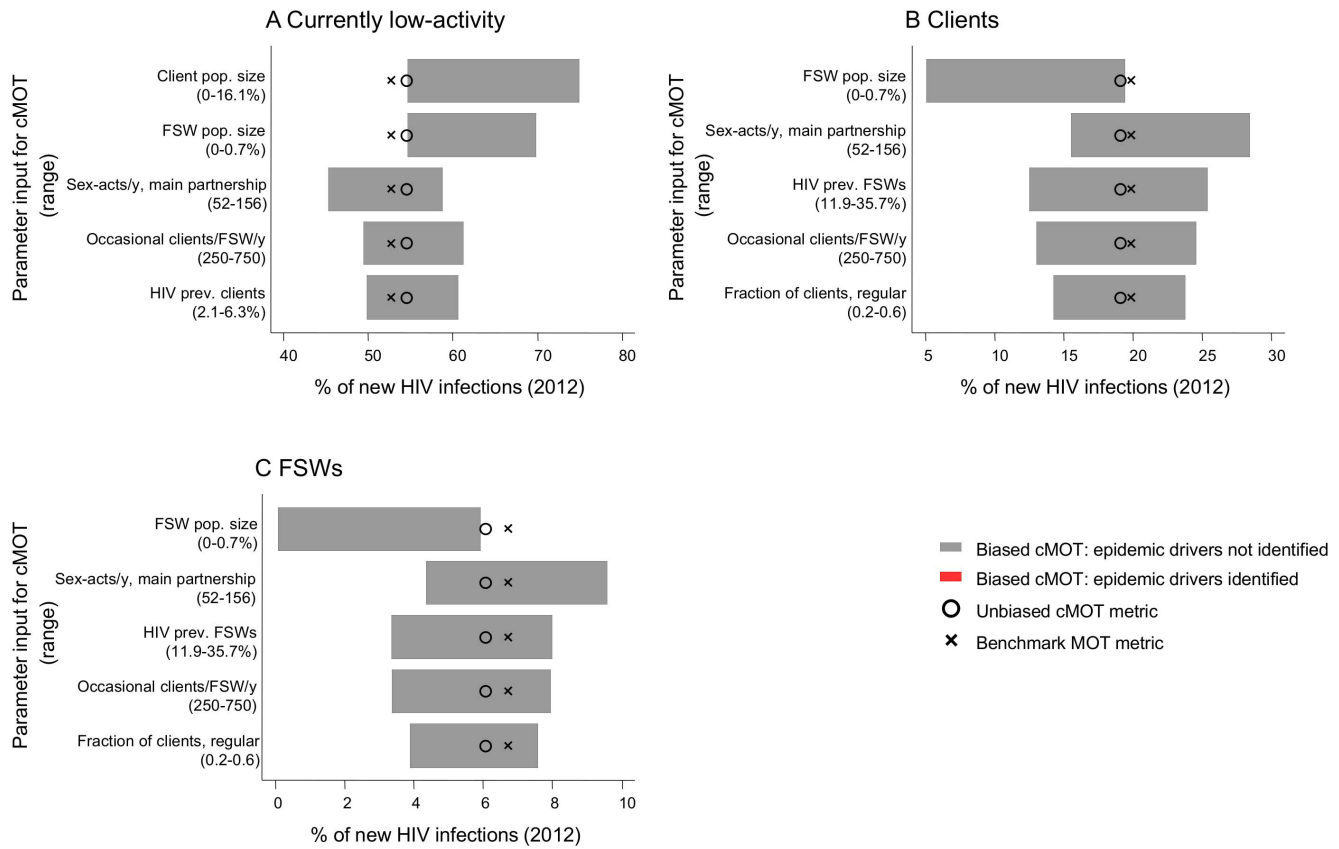 A Currently low-activity
Parameter input for cMOT
(range)
Client pop. size
(0-16.1%)
FSW pop. size
(0-0.7%)
Sex-acts/y, main partnership
(52-156)
Occasional clients/FSW/y
(250-750)
HIV prev. clients
(2.1-6.3%)
40 50 60 70 80
% of new HIV infections (2012)
B Clients
Parameter input for cMOT
(range)
FSW pop. size
(0-0.7%)
Sex-acts/y, main partnership
(52-156)
HIV prev. FSWs
(11.9-35.7%)
Occasional clients/FSW/y
(250-750)
Fraction of clients, regular
(0.2-0.6)
5 10 15 20 25 30
% of new HIV infections (2012)
C FSWs
Parameter input for cMOT
(range)
FSW pop. size
(0-0.7%)
Sex-acts/y, main partnership
(52-156)
HIV prev. FSWs
(11.9-35.7%)
Occasional clients/FSW/y
(250-750)
Fraction of clients, regular
(0.2-0.6)
0 2 4 6 8 10
% of new HIV infections (2012)
Biased cMOT: epidemic drivers not identified
Biased cMOT: epidemic drivers identified
Unbiased cMOT metric
Benchmark MOT metric